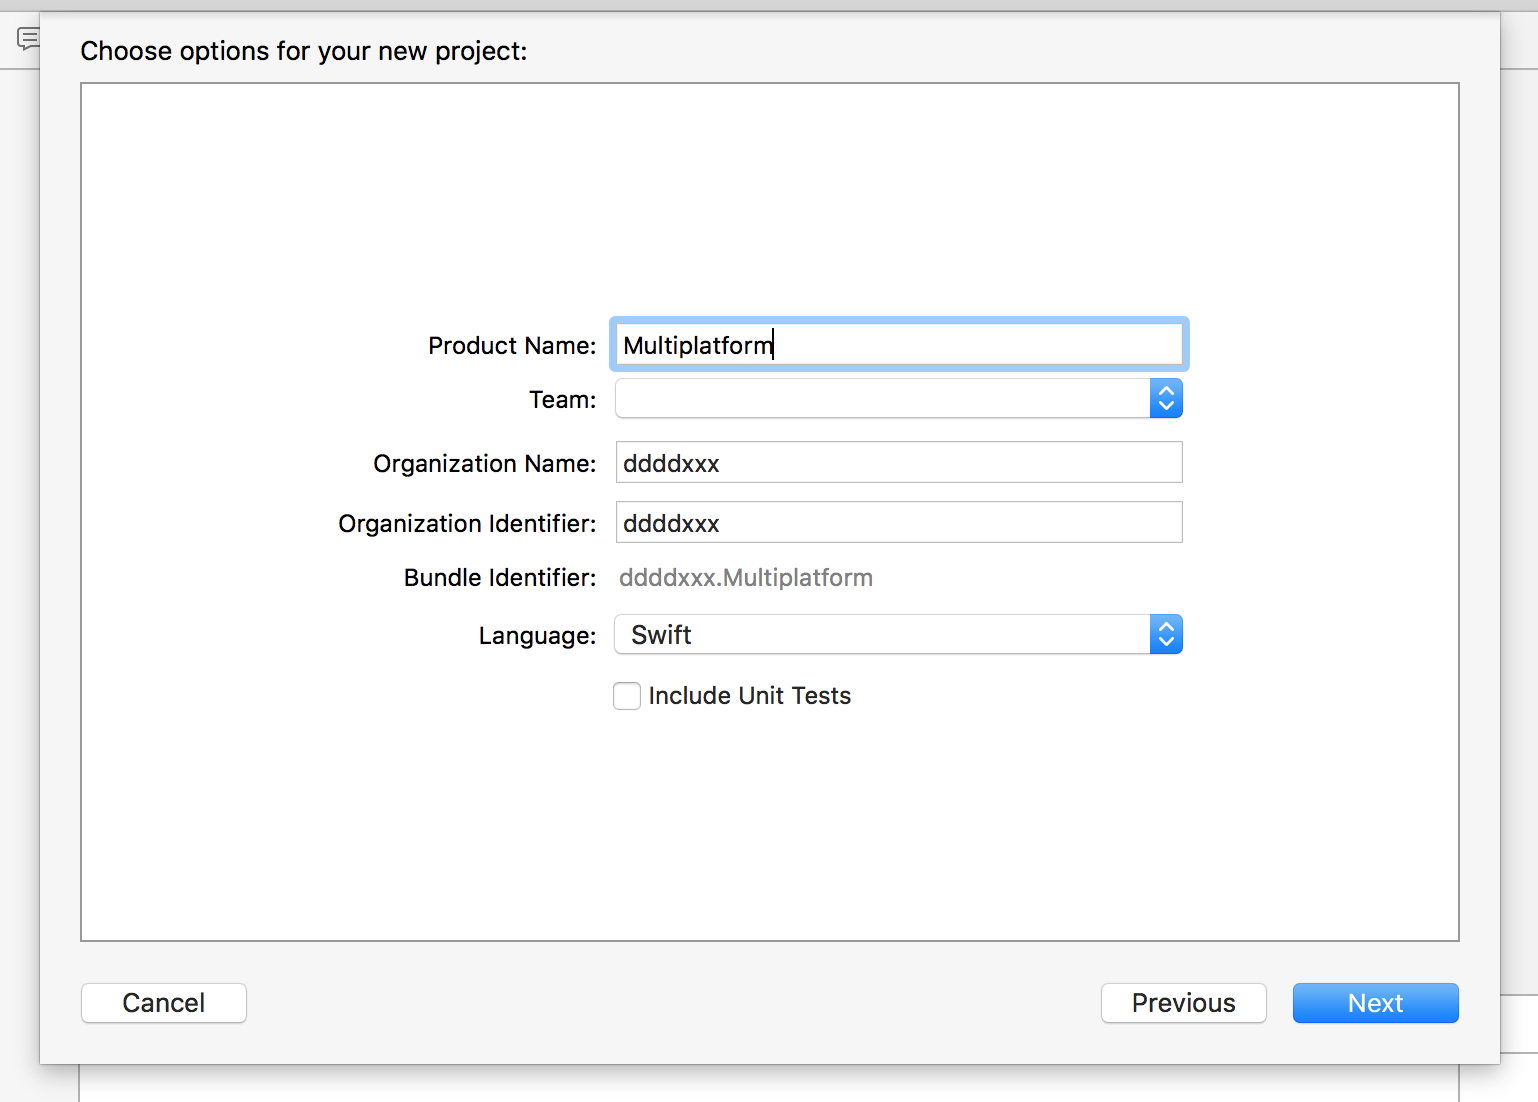 Choose options for your new project:
Product Name: Multiplatform
Team:
Organization Name: ddddxxx
Organization Identifier: ddddxxx
Bundle Identifier: ddddxxx.Multiplatform
Language: Swift
Include Unit Tests
Cancel Previous Next